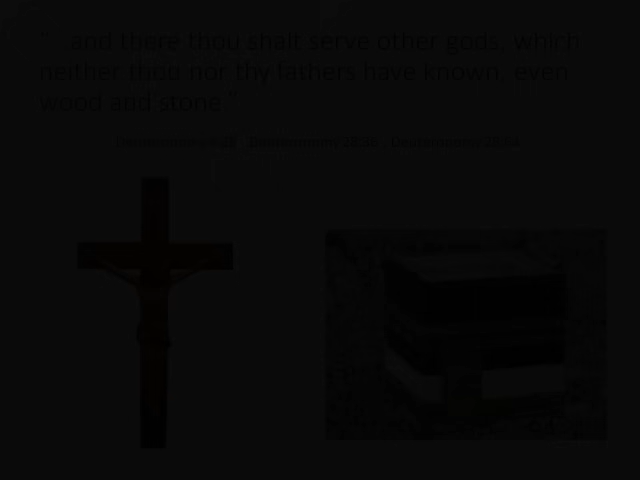 " ...and there thou shalt serve other gods, which
neither thou nor thy fathers have known, even
wood and stone."